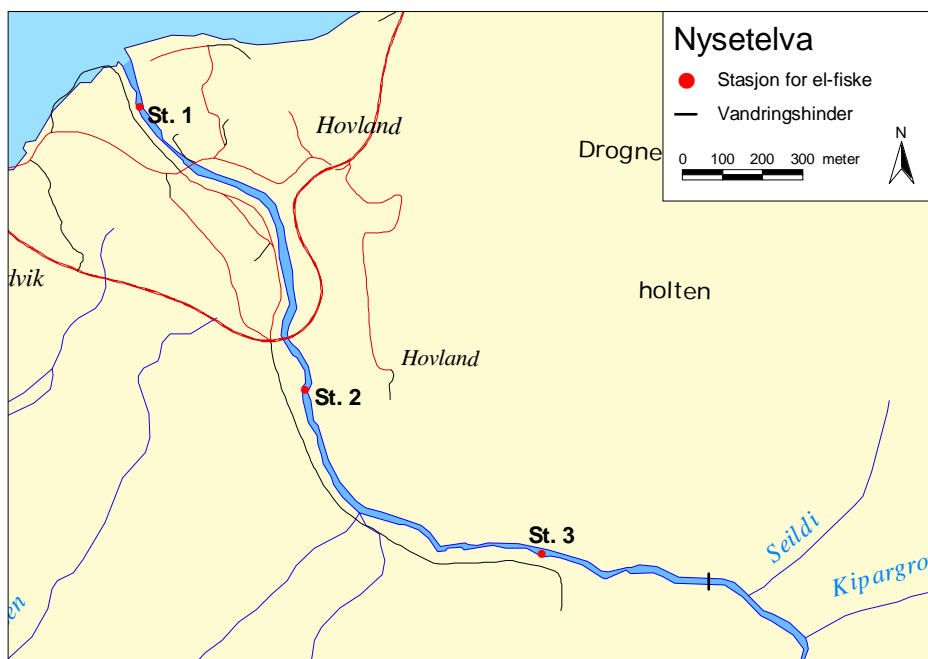 Nysetelva
Stasjon for el-fiske
Vandringshinder
0 100 200 300 meter
N
St. 1
Hovland
Drogne
holten
dvik
Hovland
St. 2
St. 3
Seildi
Kipargro
en